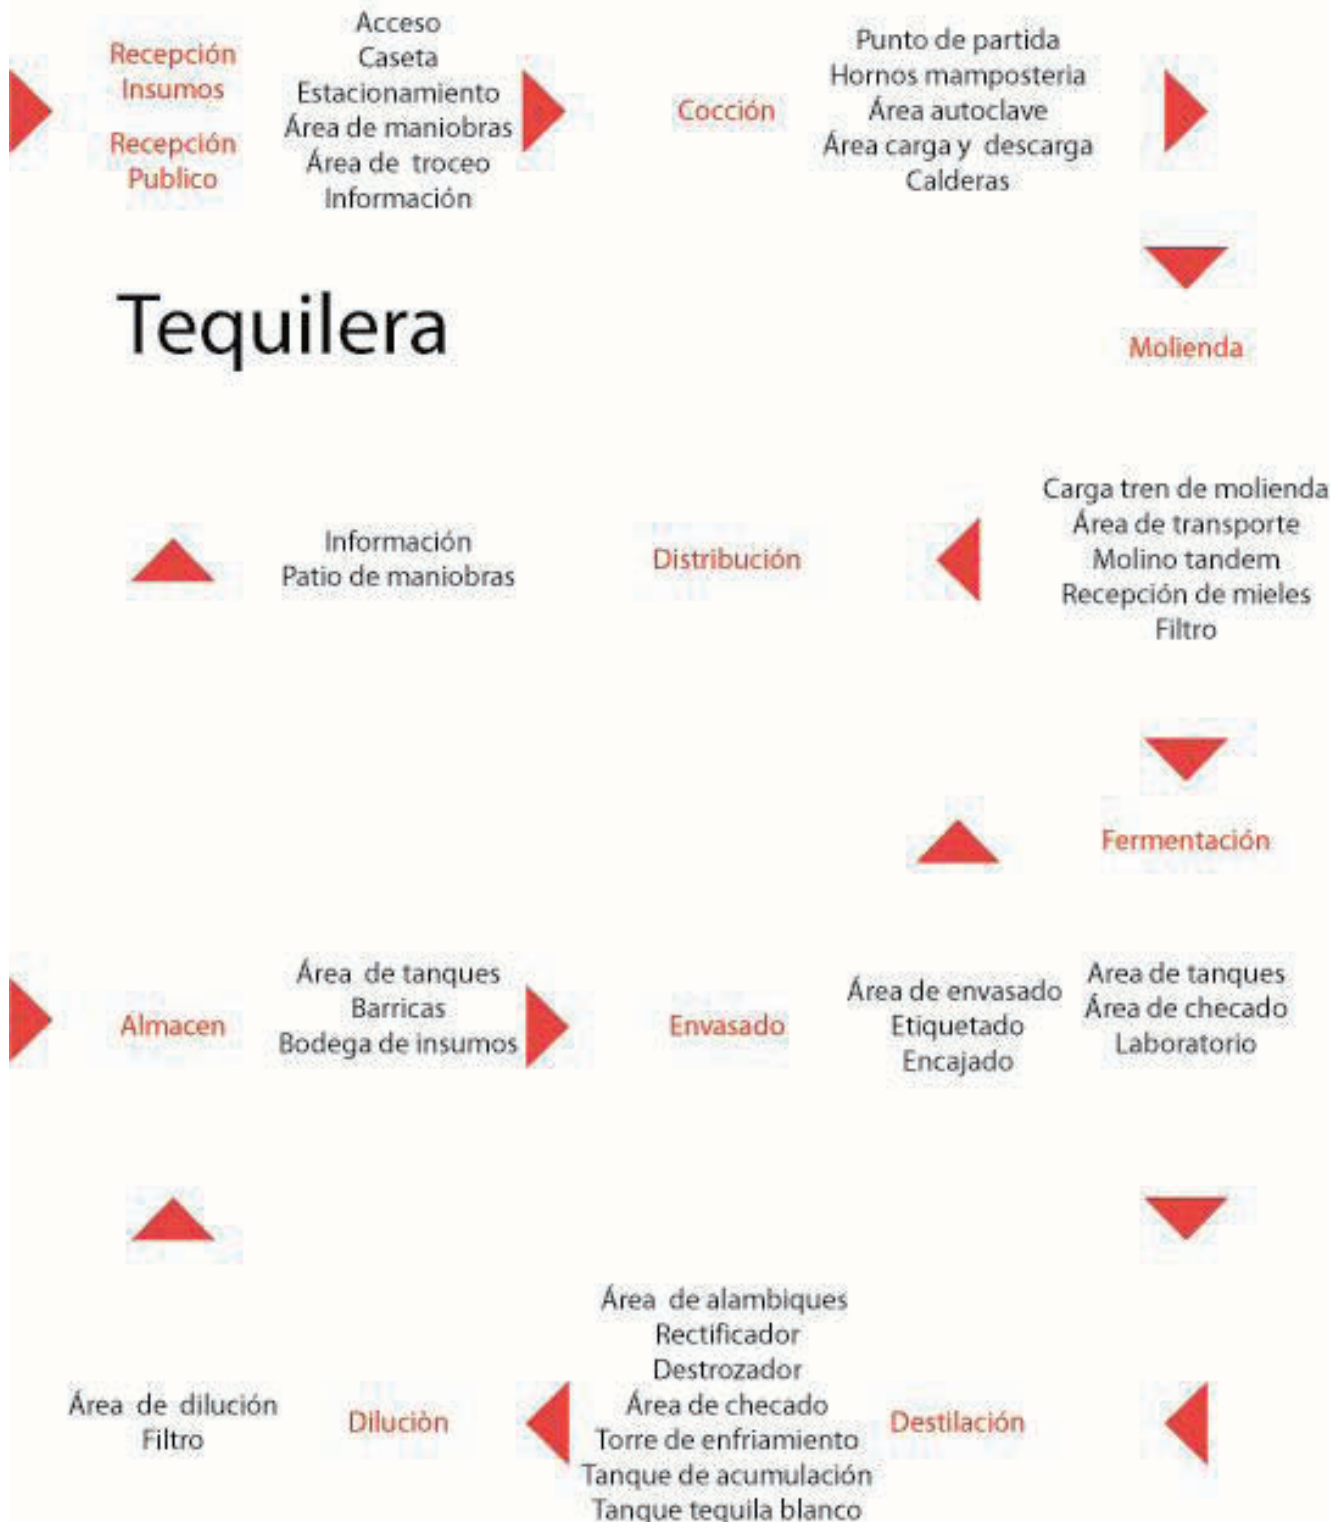 Recepción
Insumos
Recepción
Publico
Acceso
Caseta
Estacionamiento
Área de maniobras
Área de troceo
Información
Cocción
Punto de partida
Hornos mamposteria
Área autoclave
Área carga y descarga
Calderas
Tequilera
Molienda
Carga tren de molienda
Área de transporte
Molino tandem
Recepción de mieles
Filtro
Distribución
Información
Patio de maniobras
Fermentación
Almacen
Área de tanques
Barricas
Bodega de insumos
Envasado
Área de envasado
Etiquetado
Encajado
Area de tanques
Área de checado
Laboratorio
Área de dilución
Filtro
Diluciòn
Área de alambiques
Rectificador
Destrozador
Área de checado
Torre de enfriamiento
Tanque de acumulación
Tanque tequila blanco
Destilación